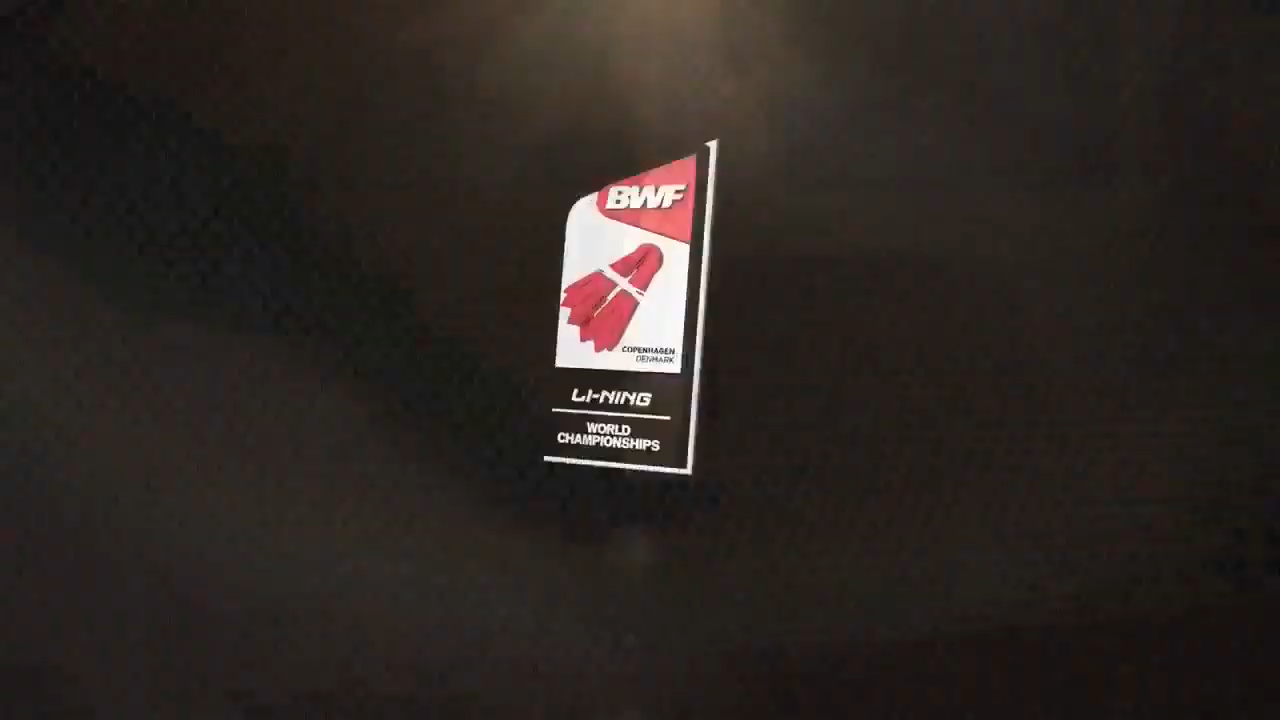 BWF
COPENHAGEN
DENMARK
LI-NING
WORLD
CHAMPIONSHIPS